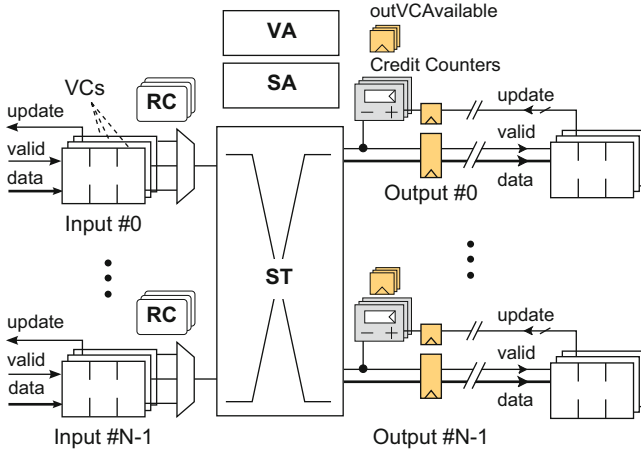 VA
outVCAvailable
SA
Credit Counters
VCs
RC
update
update
valid
valid
data
data
Input #0
Output #0
ST
RC
update
update
valid
valid
data
data
Input #N-1
Output #N-1